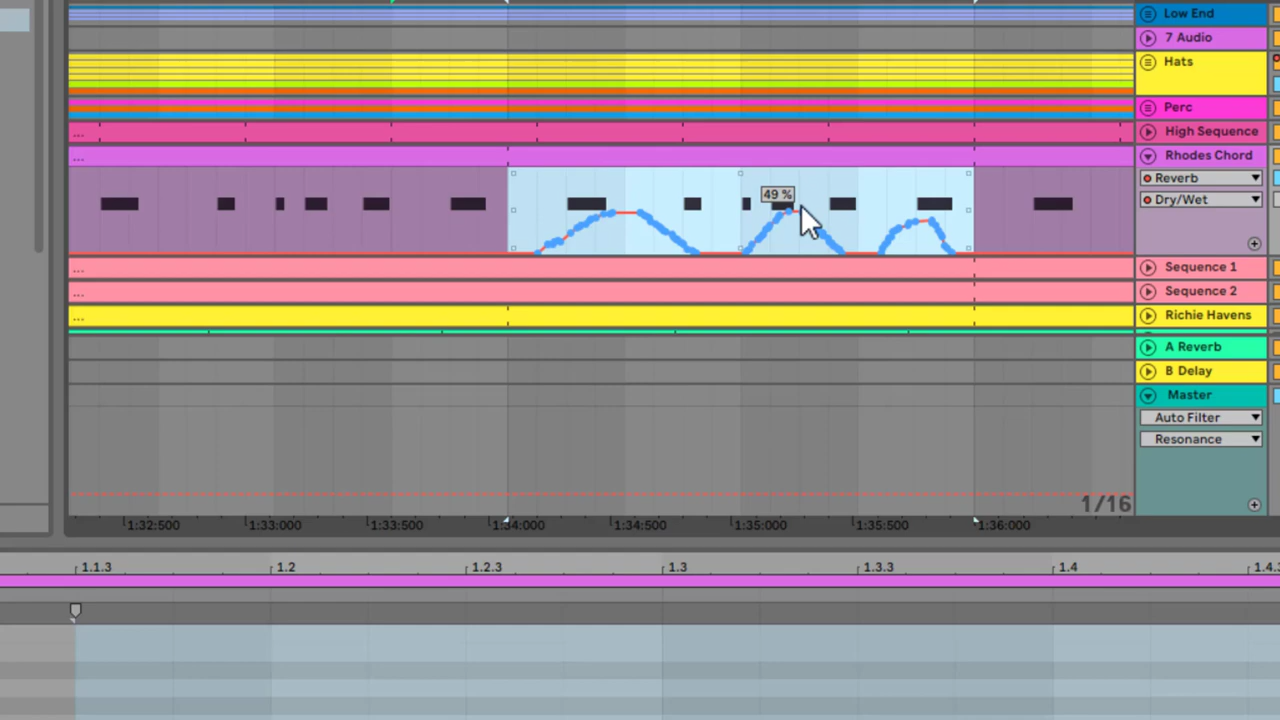 Low End
7 Audio
Hats
Perc
...
High Sequence
...
Rhodes Chord
Reverb
49 %
Dry/Wet
...
Sequence 1
...
Sequence 2
...
Richie Havens
A Reverb
B Delay
Master
Auto Filter
Resonance
1/16
1:32:500 1:33:000 1:33:500 1:34:000 1:34:500 1:35:000 1:35:500 1:36:000
1.1.3 1.2 1.2.3 1.3 1.3.3 1.4